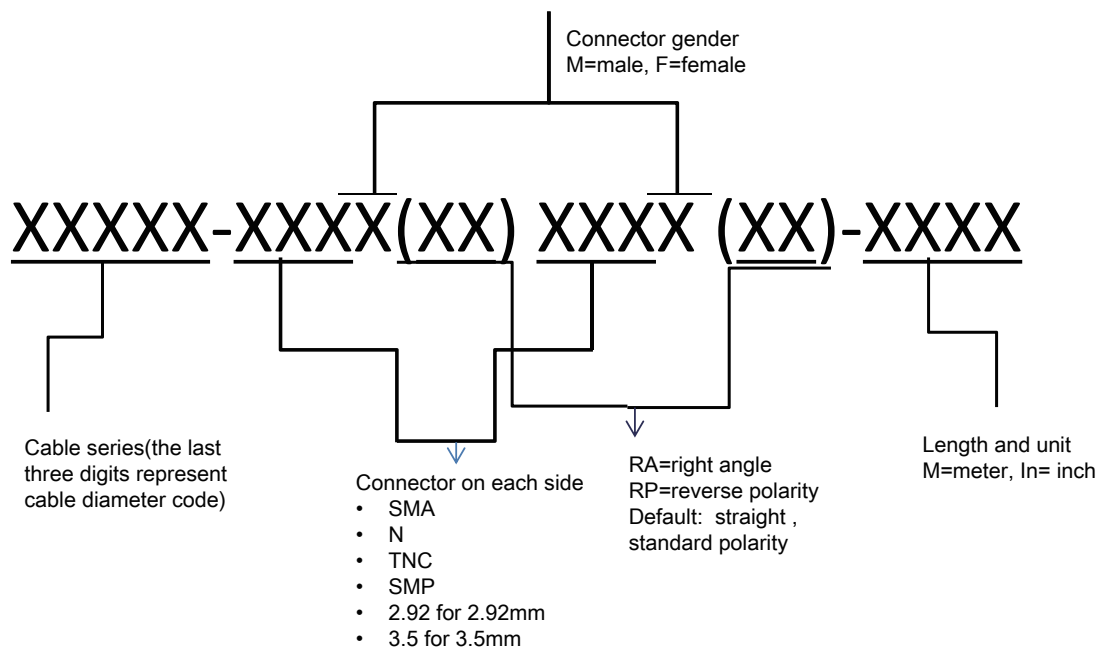 Connector gender
M=male, F=female
XXXXX-XXXX(XX) XXXX (XX)-XXXX
Cable series(the last
three digits represent
cable diameter code)
Connector on each side
• SMA
• N
• TNC
• SMP
• 2.92 for 2.92mm
• 3.5 for 3.5mm
RA=right angle
RP=reverse polarity
Default: straight ,
standard polarity
Length and unit
M=meter, In= inch